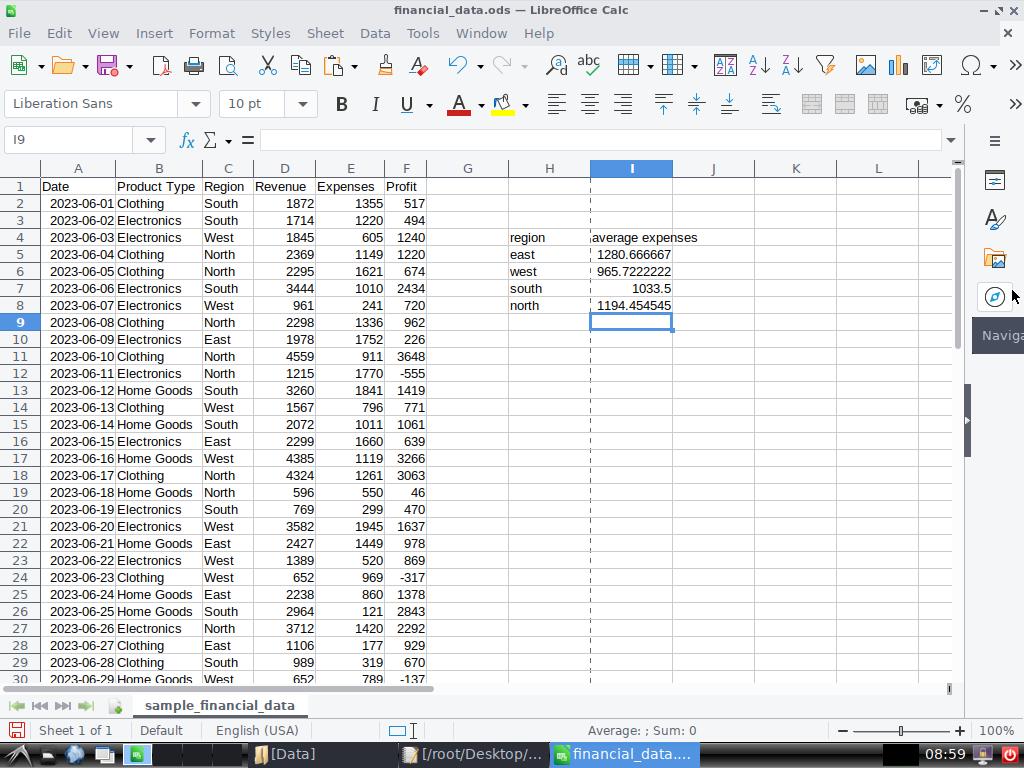 financial_data.ods — LibreOffice Calc
File Edit View Insert Format Styles Sheet Data Tools Window Help
Liberation Sans 10 pt B I U A %
I9 fx Σ =
A B C D E F G H I J K L
1 Date Product Type Region Revenue Expenses Profit
2 2023-06-01 Clothing South 1872 1355 517
3 2023-06-02 Electronics South 1714 1220 494
4 2023-06-03 Electronics West 1845 605 1240 region average expenses
5 2023-06-04 Clothing North 2369 1149 1220 east 1280.666667
6 2023-06-05 Clothing North 2295 1621 674 west 965.7222222
7 2023-06-06 Electronics South 3444 1010 2434 south 1033.5
8 2023-06-07 Electronics West 961 241 720 north 1194.454545
9 2023-06-08 Clothing North 2298 1336 962
Naviga
10 2023-06-09 Electronics East 1978 1752 226
11 2023-06-10 Clothing North 4559 911 3648
12 2023-06-11 Electronics North 1215 1770 -555
13 2023-06-12 Home Goods South 3260 1841 1419
14 2023-06-13 Clothing West 1567 796 771
15 2023-06-14 Home Goods South 2072 1011 1061
16 2023-06-15 Electronics East 2299 1660 639
17 2023-06-16 Home Goods West 4385 1119 3266
18 2023-06-17 Clothing North 4324 1261 3063
19 2023-06-18 Home Goods North 596 550 46
20 2023-06-19 Electronics South 769 299 470
21 2023-06-20 Electronics West 3582 1945 1637
22 2023-06-21 Home Goods East 2427 1449 978
23 2023-06-22 Electronics West 1389 520 869
24 2023-06-23 Clothing West 652 969 -317
25 2023-06-24 Home Goods East 2238 860 1378
26 2023-06-25 Home Goods South 2964 121 2843
27 2023-06-26 Electronics North 3712 1420 2292
28 2023-06-27 Clothing East 1106 177 929
29 2023-06-28 Clothing South 989 319 670
30 2023-06-29 Home Goods West 652 789 -137
sample_financial_data
Sheet 1 of 1 Default English (USA) Average: ; Sum: 0 100%
[Data] [/root/Desktop/... financial_data.... 08:59